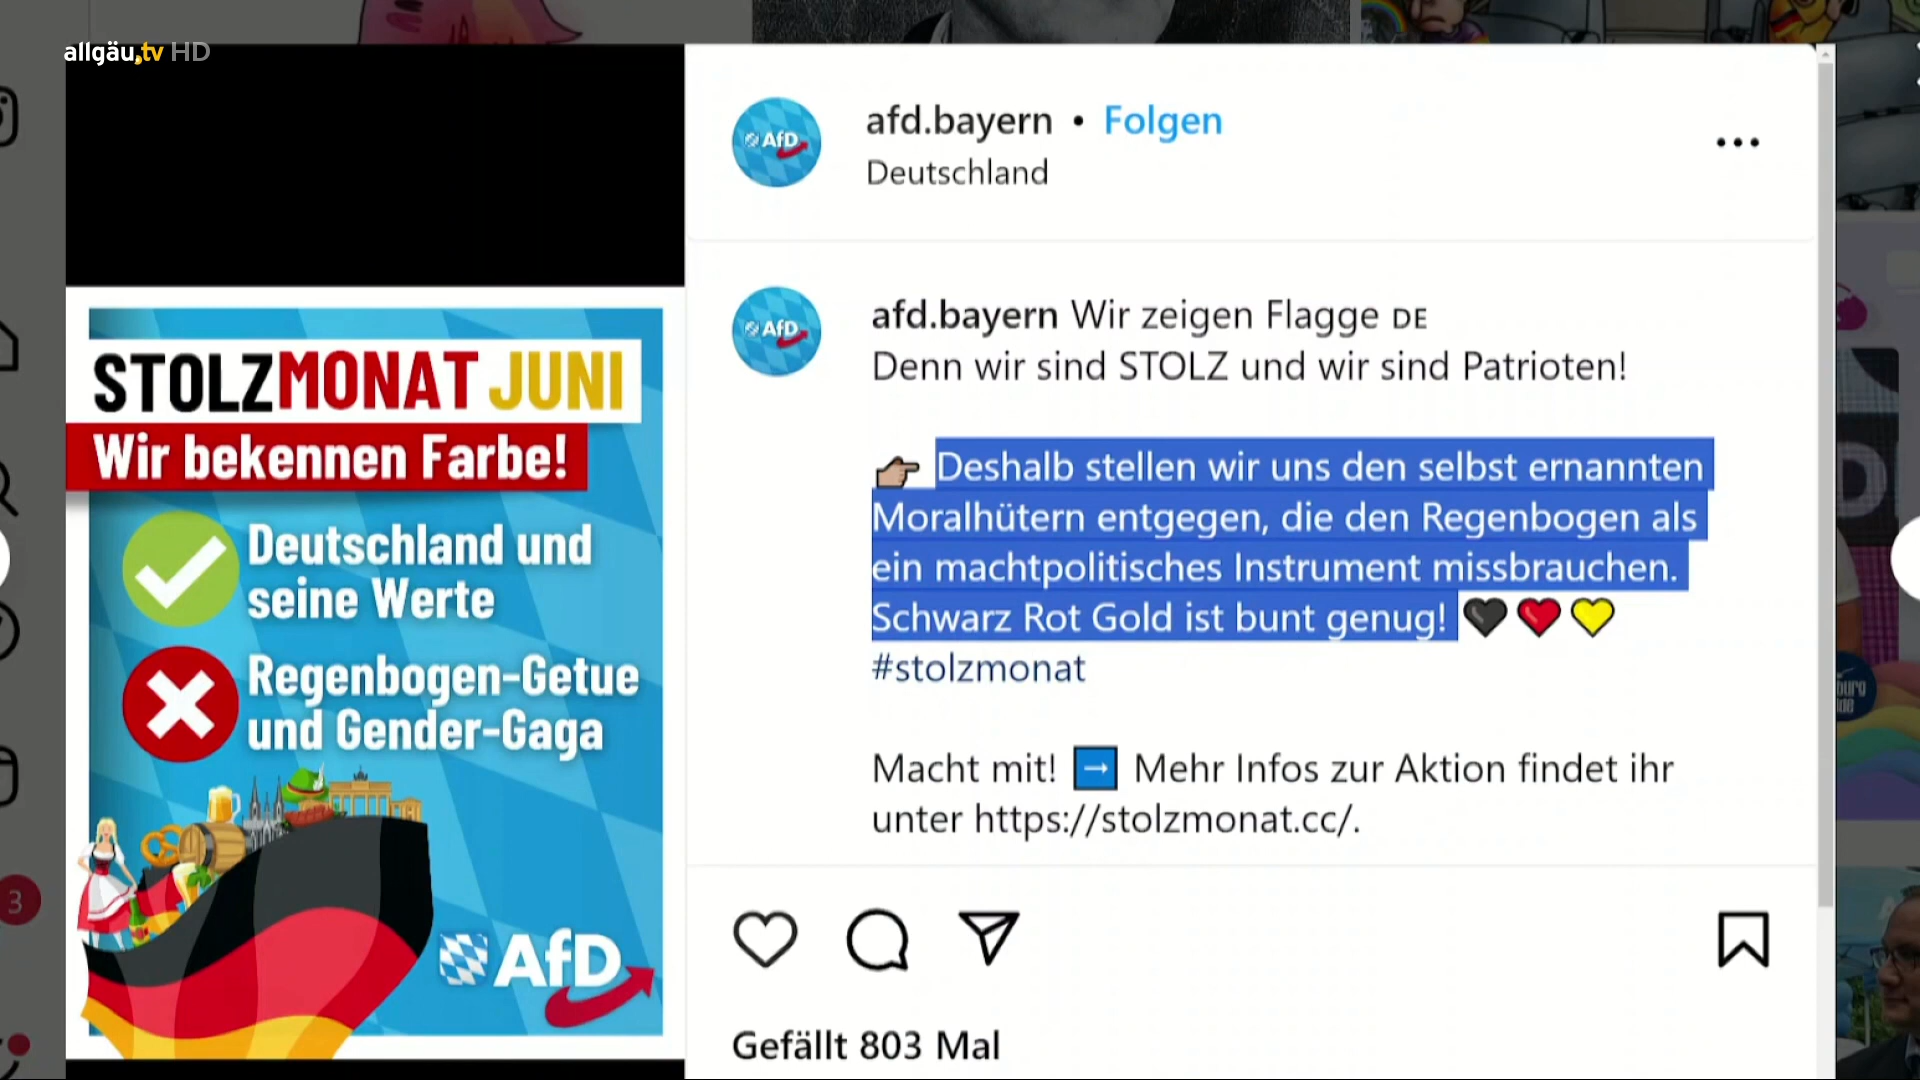 allgäu.tv HD
afd.bayern • Folgen
Deutschland
AfD
afd.bayern Wir zeigen Flagge DE
Denn wir sind STOLZ und wir sind Patrioten!
Deshalb stellen wir uns den selbst ernannten
Moralhütern entgegen, die den Regenbogen als
ein machtpolitisches Instrument missbrauchen.
Schwarz Rot Gold ist bunt genug!
#stolzmonat
Macht mit! Mehr Infos zur Aktion findet ihr
unter https://stolzmonat.cc/.
Gefällt 803 Mal
AfD
STOLZMONAT JUNI
Wir bekennen Farbe!
Deutschland und
seine Werte
Regenbogen-Getue
und Gender-Gaga
AfD
3